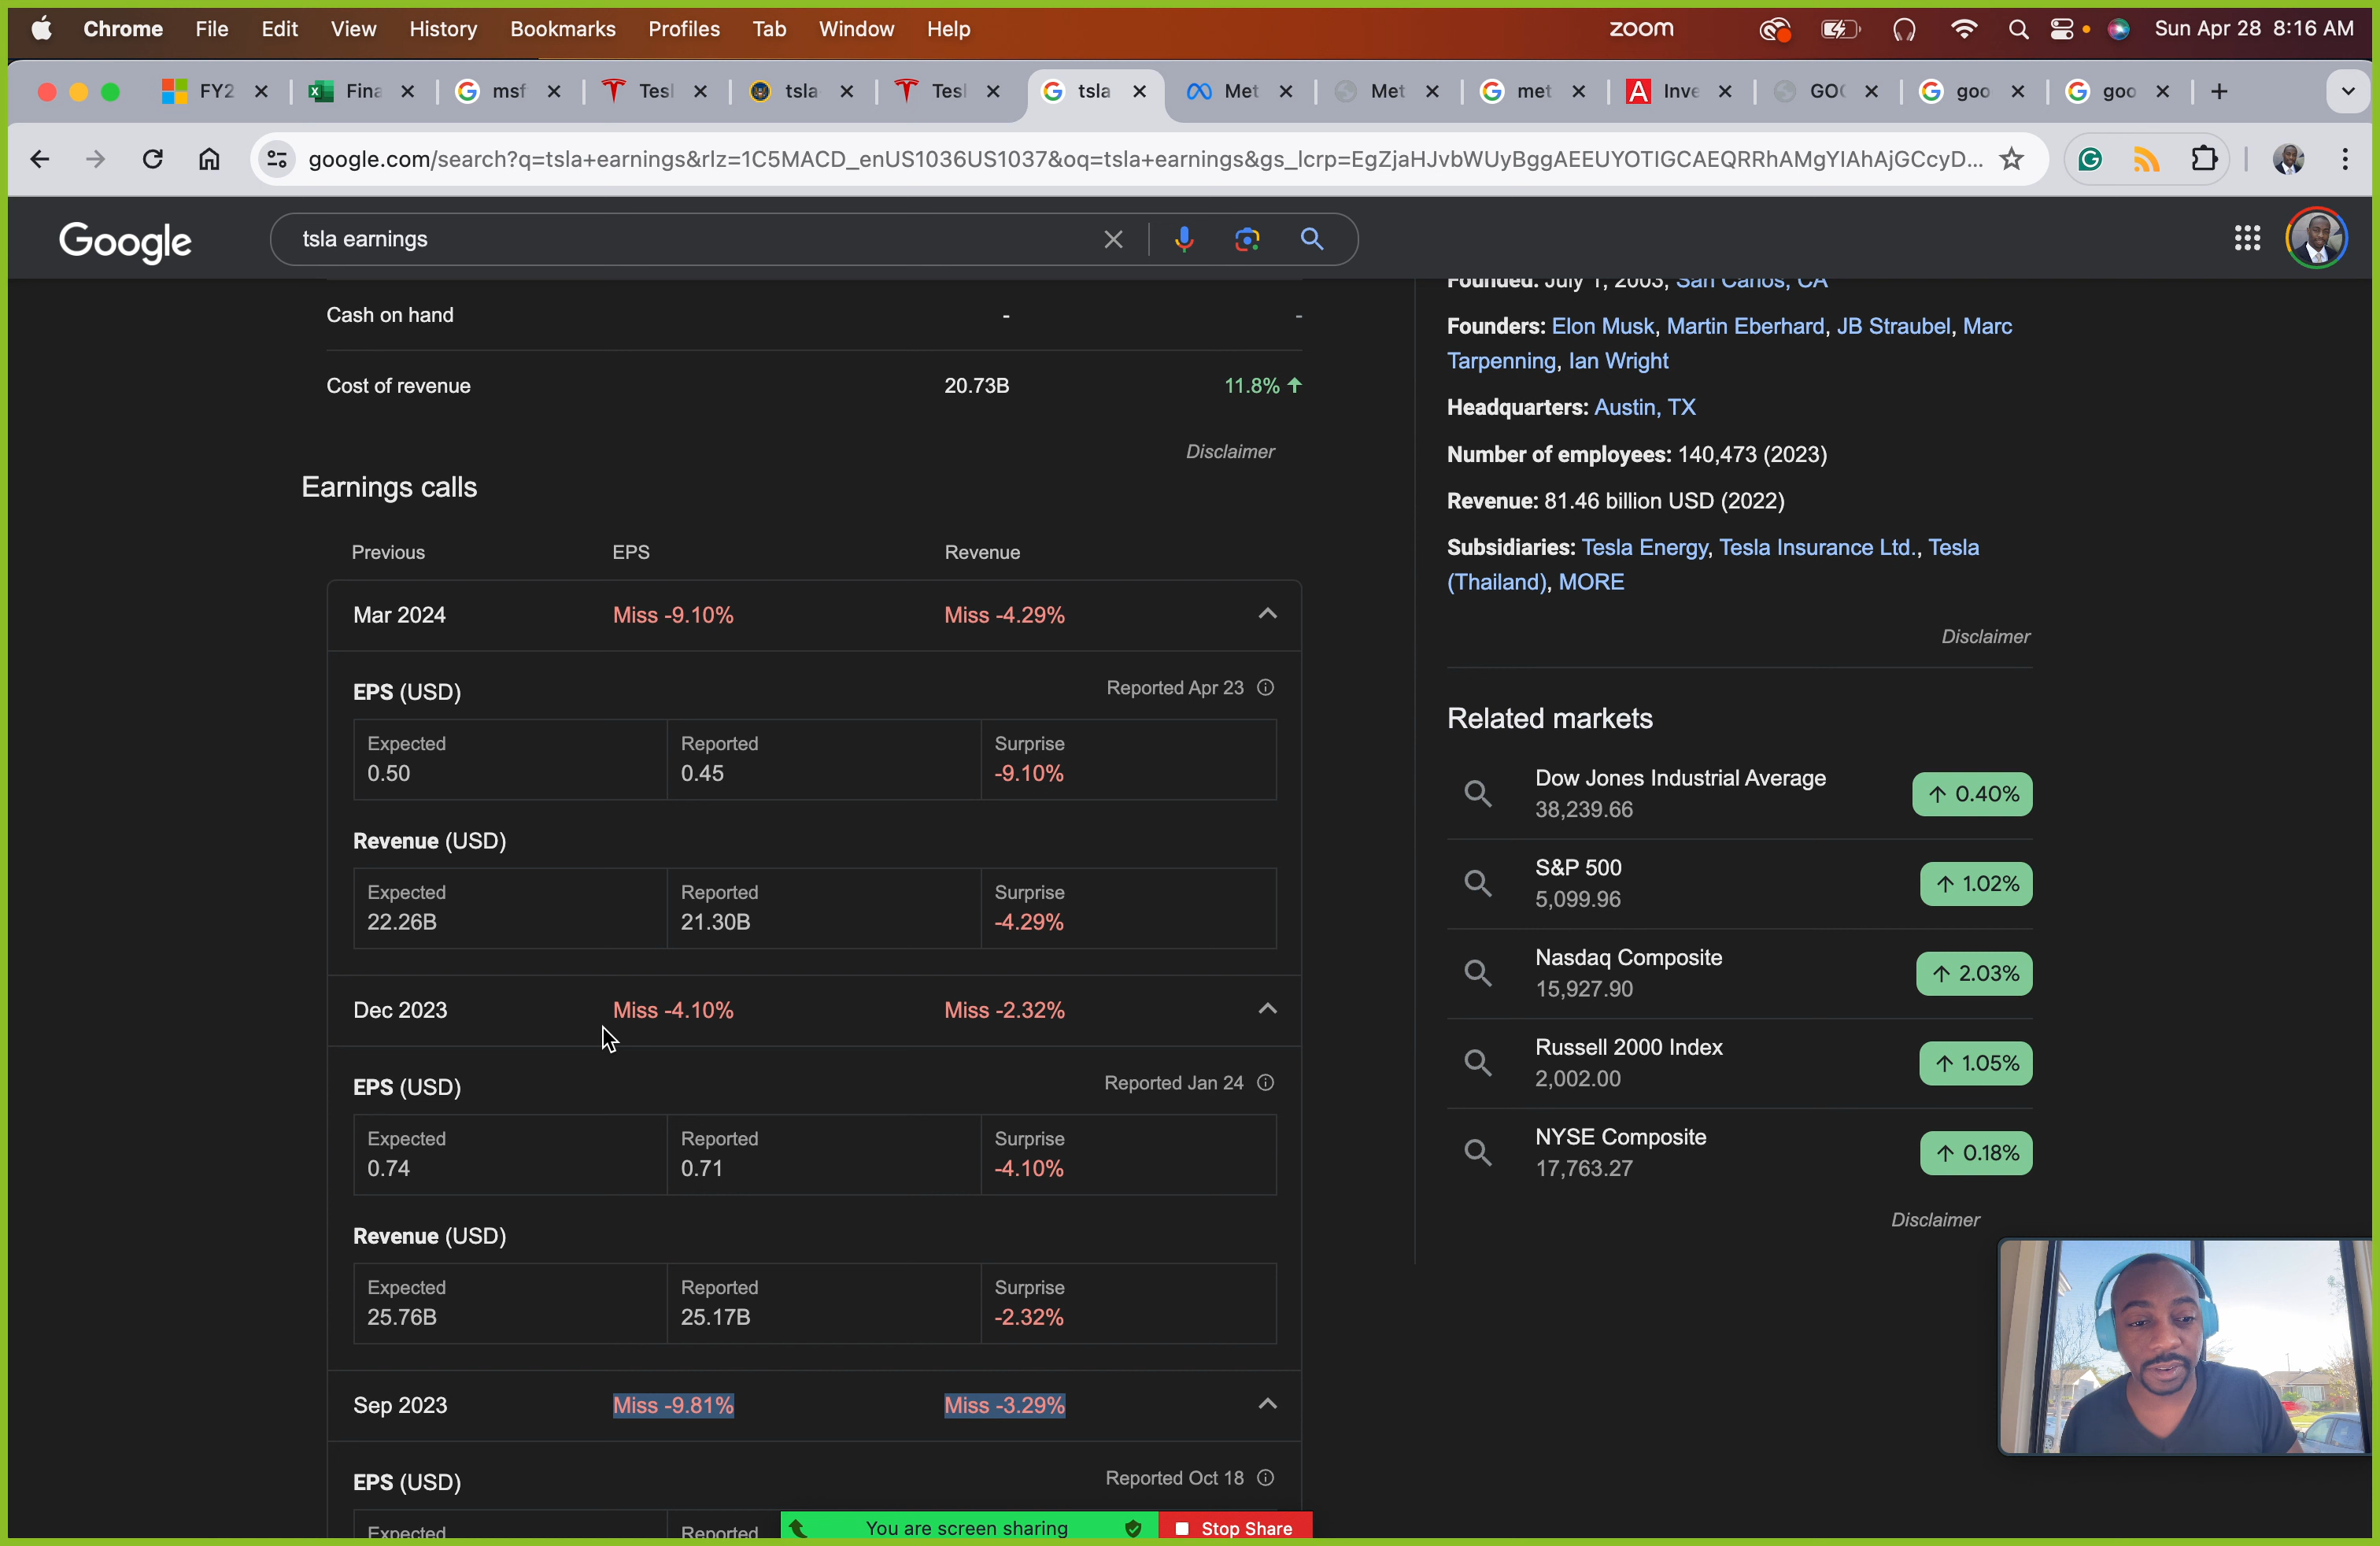 Chrome File Edit View History Bookmarks Profiles Tab Window Help zoom Sun Apr 28 8:16 AM
FY2 Fina msf Tesl tsla Tesl tsla Met Met met Inve GOO goo goo
google.com/search?q=tsla+earnings&rlz=1C5MACD_enUS1036US1037&oq=tsla+earnings&gs_lcrp=EgZjaHJvbWUyBggAEEUYOTIGCAEQRRhAMgYIAhAjGCcyD...
Google tsla earnings
Cash on hand - -
Cost of revenue 20.73B 11.8%
Disclaimer
Earnings calls
Previous EPS Revenue
Mar 2024 Miss -9.10% Miss -4.29%
EPS (USD) Reported Apr 23
Expected Reported Surprise
0.50 0.45 -9.10%
Revenue (USD)
Expected Reported Surprise
22.26B 21.30B -4.29%
Dec 2023 Miss -4.10% Miss -2.32%
EPS (USD) Reported Jan 24
Expected Reported Surprise
0.74 0.71 -4.10%
Revenue (USD)
Expected Reported Surprise
25.76B 25.17B -2.32%
Sep 2023 Miss -9.81% Miss -3.29%
EPS (USD) Reported Oct 18
Expected Reported
You are screen sharing Stop Share
Founded: July 1, 2003, San Carlos, CA
Founders: Elon Musk, Martin Eberhard, JB Straubel, Marc
Tarpenning, Ian Wright
Headquarters: Austin, TX
Number of employees: 140,473 (2023)
Revenue: 81.46 billion USD (2022)
Subsidiaries: Tesla Energy, Tesla Insurance Ltd., Tesla
(Thailand), MORE
Disclaimer
Related markets
Dow Jones Industrial Average
38,239.66 0.40%
S&P 500
5,099.96 1.02%
Nasdaq Composite
15,927.90 2.03%
Russell 2000 Index
2,002.00 1.05%
NYSE Composite
17,763.27 0.18%
Disclaimer